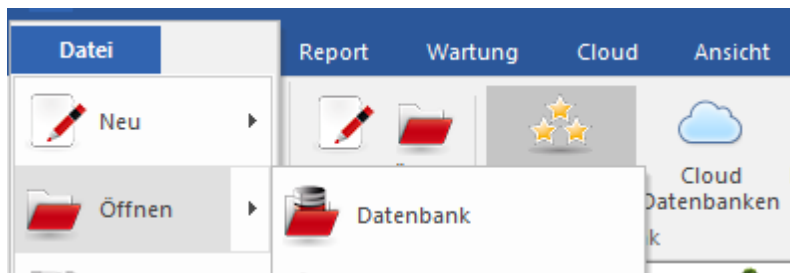 Datei Report Wartung Cloud Ansicht
Neu
Öffnen
Datenbank
Cloud
Datenbanken